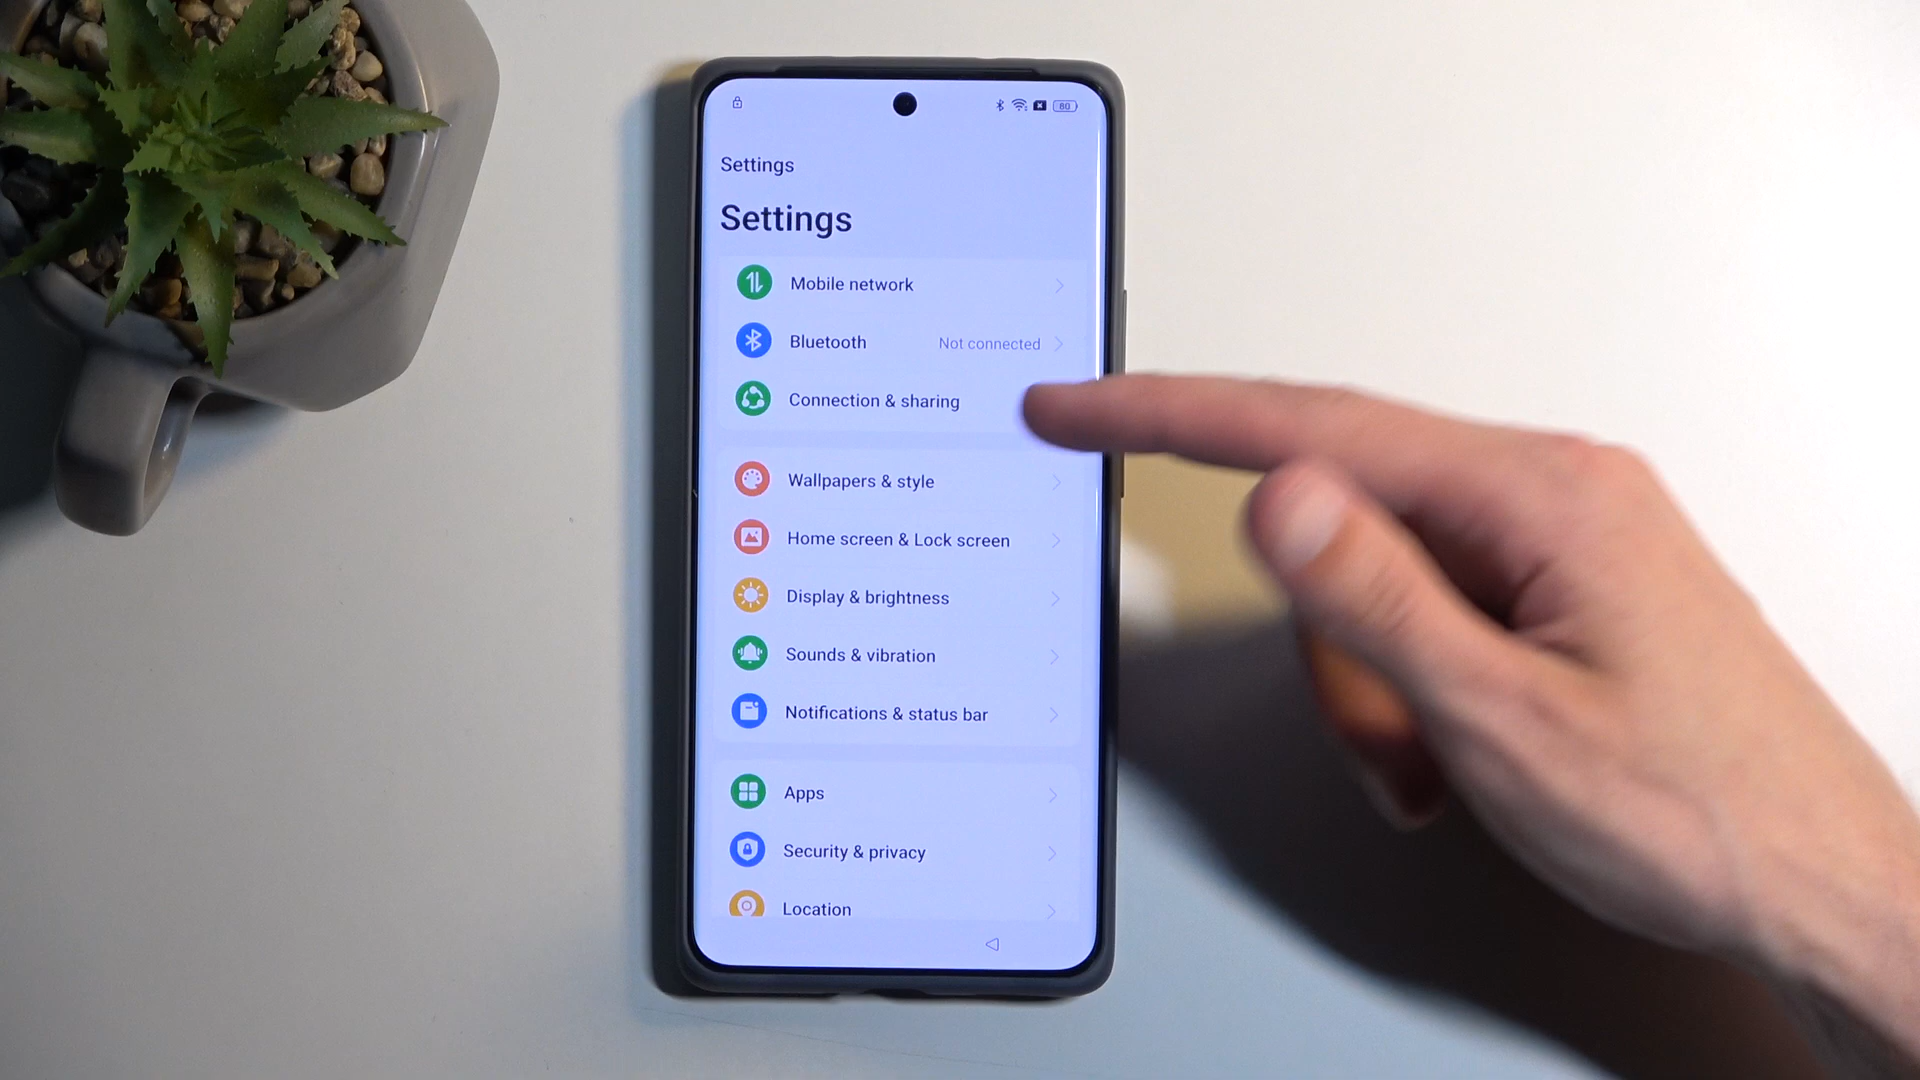 80
Settings
Settings
Mobile network
Bluetooth Not connected
Connection & sharing
Wallpapers & style
Home screen & Lock screen
Display & brightness
Sounds & vibration
Notifications & status bar
Apps
Security & privacy
Location